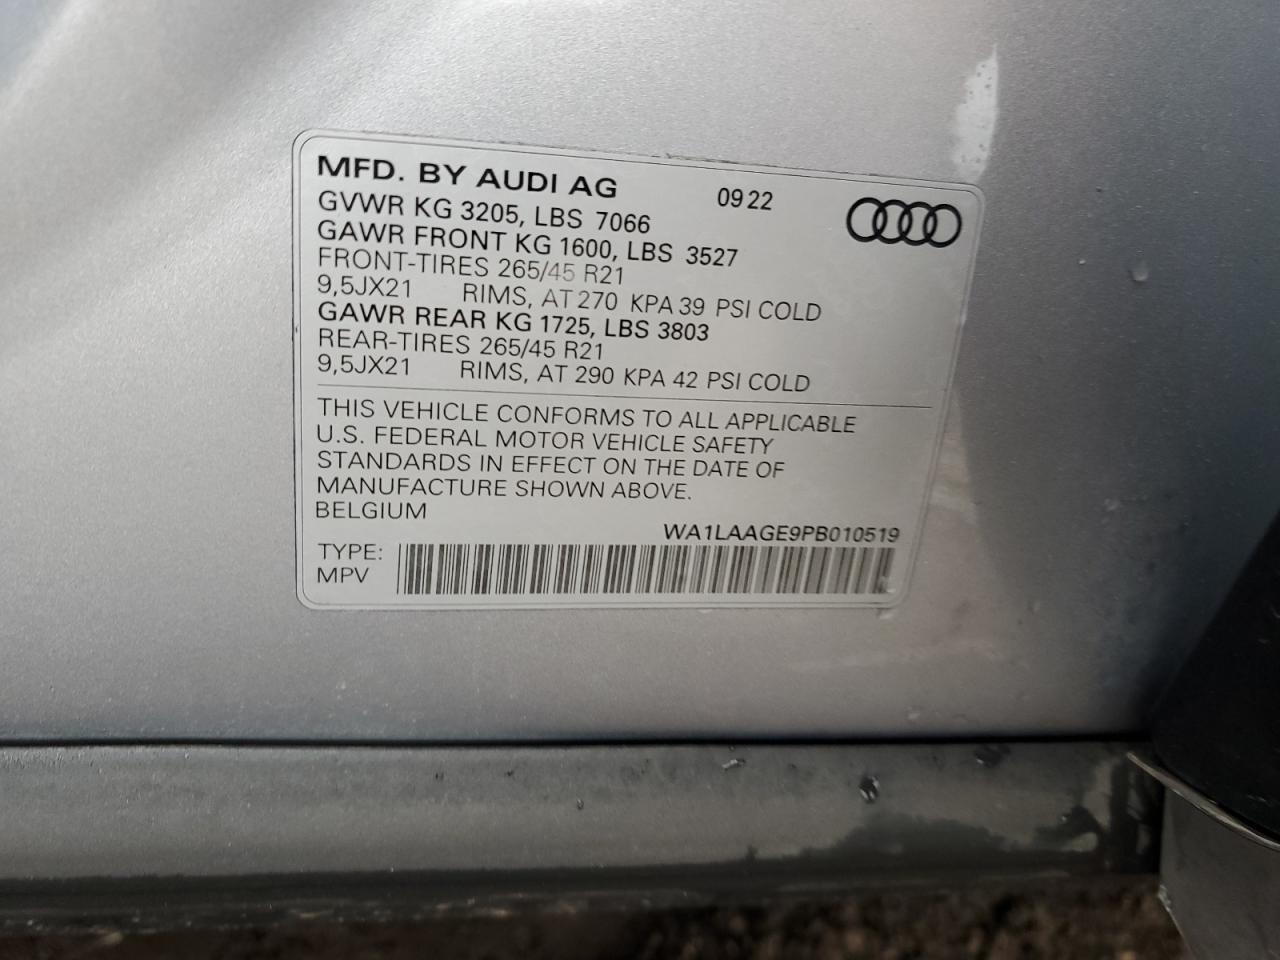 MFD. BY AUDI AG 09 22
GVWR KG 3205, LBS 7066
GAWR FRONT KG 1600, LBS 3527
FRONT-TIRES 265/45 R21
9,5JX21 RIMS, AT 270 KPA 39 PSI COLD
GAWR REAR KG 1725, LBS 3803
REAR-TIRES 265/45 R21
9,5JX21 RIMS, AT 290 KPA 42 PSI COLD
THIS VEHICLE CONFORMS TO ALL APPLICABLE
U.S. FEDERAL MOTOR VEHICLE SAFETY
STANDARDS IN EFFECT ON THE DATE OF
MANUFACTURE SHOWN ABOVE.
BELGIUM
WA1LAAGE9PB010519
TYPE:
MPV